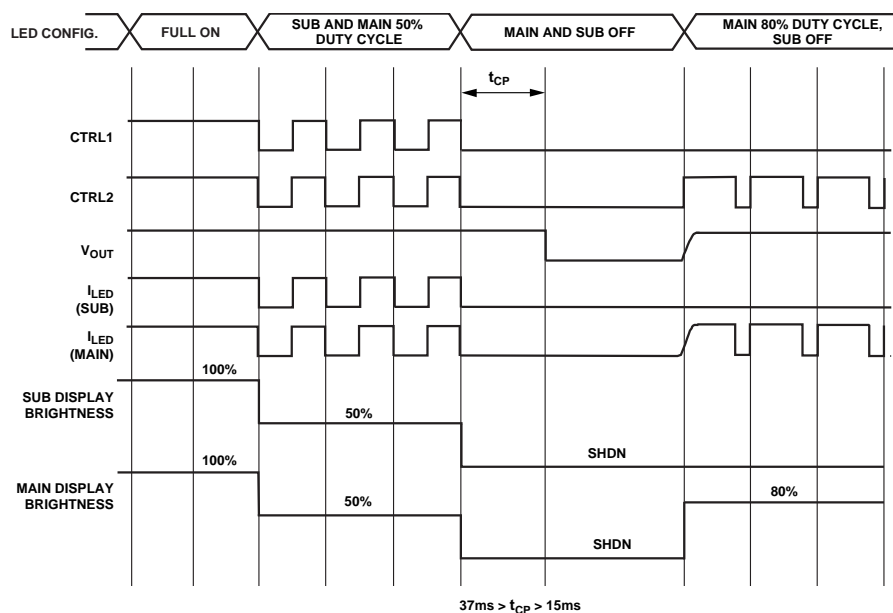 LED CONFIG.
FULL ON
SUB AND MAIN 50%
DUTY CYCLE
MAIN AND SUB OFF
MAIN 80% DUTY CYCLE,
SUB OFF
tCP
CTRL1
CTRL2
VOUT
ILED
(SUB)
ILED
(MAIN)
100%
SUB DISPLAY
BRIGHTNESS
50%
SHDN
100%
MAIN DISPLAY
BRIGHTNESS
50%
80%
SHDN
37ms > tCP > 15ms